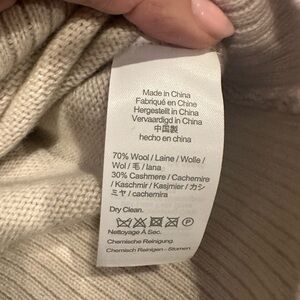 Made in China
Fabriqué en Chine
Hergestellt in China
Vervaardigd in China
中国製
hecho en china
70% Wool / Laine / Wolle /
Wol / 毛 / lana
30% Cashmere / Cachemire
/ Kaschmir / Kasjmier / カシ
ミヤ / cachemira
Dry Clean.
P
Nettoyage À Sec.
Chemische Reinigung.
Chemisch Reinigen - Stomen.